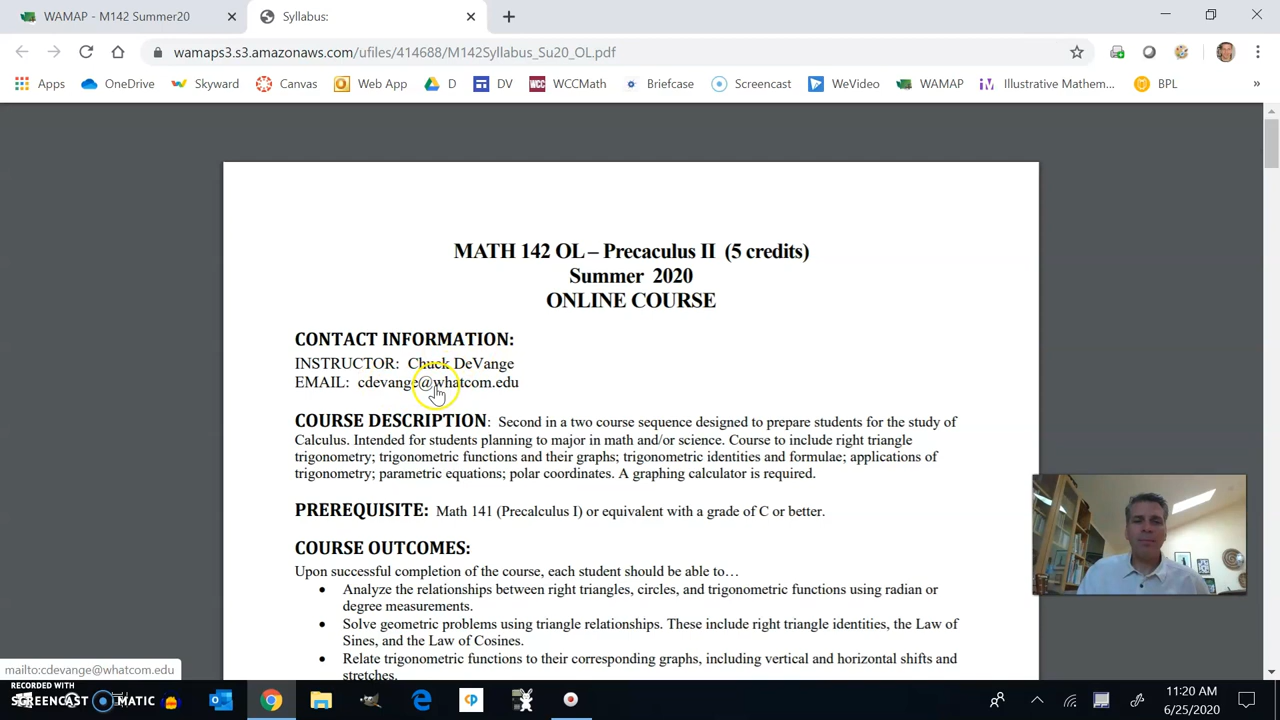 WAMAP - M142 Summer20
Syllabus:
wamaps3.s3.amazonaws.com/ufiles/414688/M142Syllabus_Su20_OL.pdf
Apps OneDrive Skyward Canvas Web App D DV WCCMath Briefcase Screencast WeVideo WAMAP Illustrative Mathem... BPL »
MATH 142 OL – Precaculus II (5 credits)
Summer 2020
ONLINE COURSE
CONTACT INFORMATION:
INSTRUCTOR: Chuck DeVange
EMAIL: cdevange@whatcom.edu
COURSE DESCRIPTION: Second in a two course sequence designed to prepare students for the study of
Calculus. Intended for students planning to major in math and/or science. Course to include right triangle
trigonometry; trigonometric functions and their graphs; trigonometric identities and formulae; applications of
trigonometry; parametric equations; polar coordinates. A graphing calculator is required.
PREREQUISITE: Math 141 (Precalculus I) or equivalent with a grade of C or better.
COURSE OUTCOMES:
Upon successful completion of the course, each student should be able to…
• Analyze the relationships between right triangles, circles, and trigonometric functions using radian or
degree measurements.
• Solve geometric problems using triangle relationships. These include right triangle identities, the Law of
Sines, and the Law of Cosines.
• Relate trigonometric functions to their corresponding graphs, including vertical and horizontal shifts and
stretches.
mailto:cdevange@whatcom.edu
RECORDED WITH
SCREENCAST MATIC
11:20 AM
6/25/2020